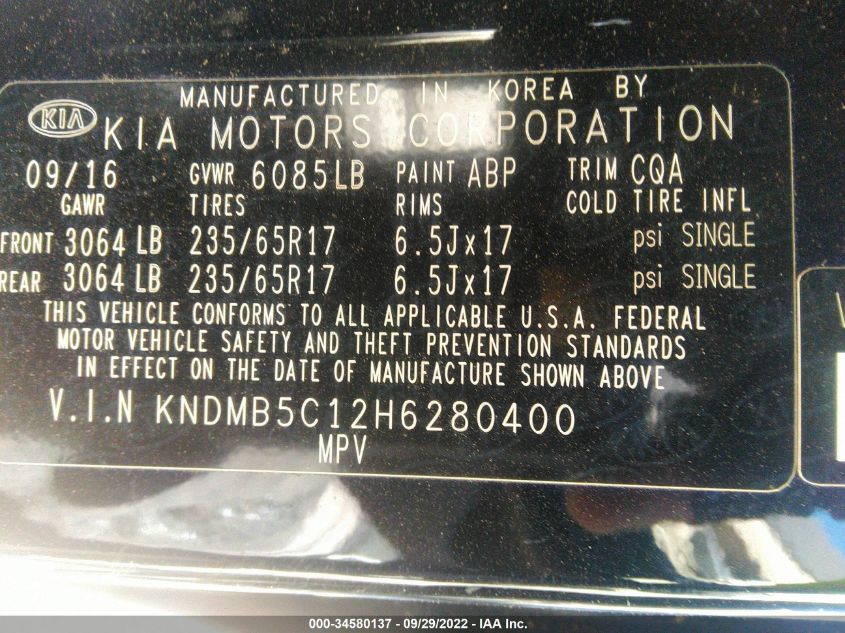 MANUFACTURED IN KOREA BY
KIA KIA MOTORS CORPORATION
09/16 GVWR 6085LB PAINT ABP TRIM CQA
GAWR TIRES RIMS COLD TIRE INFL
FRONT 3064 LB 235/65R17 6.5Jx17 psi SINGLE
REAR 3064 LB 235/65R17 6.5Jx17 psi SINGLE
THIS VEHICLE CONFORMS TO ALL APPLICABLE U.S.A. FEDERAL
MOTOR VEHICLE SAFETY AND THEFT PREVENTION STANDARDS
IN EFFECT ON THE DATE OF MANUFACTURE SHOWN ABOVE
V.I.N KNDMB5C12H6280400
MPV
000-34580137 - 09/29/2022 - IAA Inc.